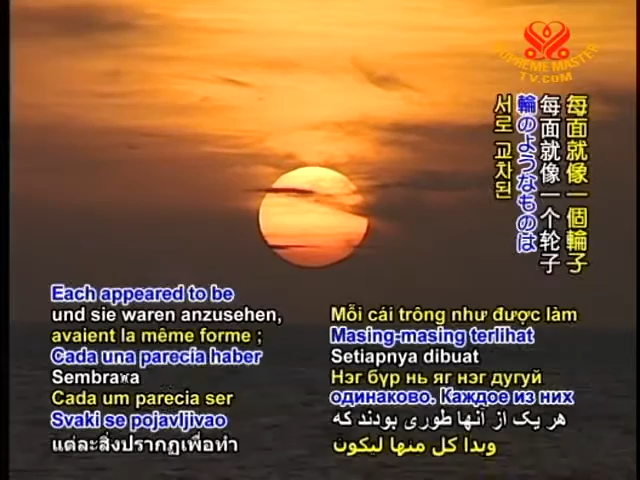 SUPREME MASTER
TV.COM
每面就像一個輪子
每面就像一个轮子
輪のようなものは
서로 교차된
Each appeared to be
und sie waren anzusehen,
avaient la même forme ;
Cada una parecía haber
Sembraжa
Cada um parecia ser
Svaki se pojavljivao
แต่ละสิ่งปรากฏเพื่อทำ
Mỗi cái trông như được làm
Masing-masing terlihat
Setiapnya dibuat
Нэг бүр нь яг нэг дугуй
одинаково. Каждое из них
هر یک از آنها طوری بودند که
وبدا كل منها ليكون